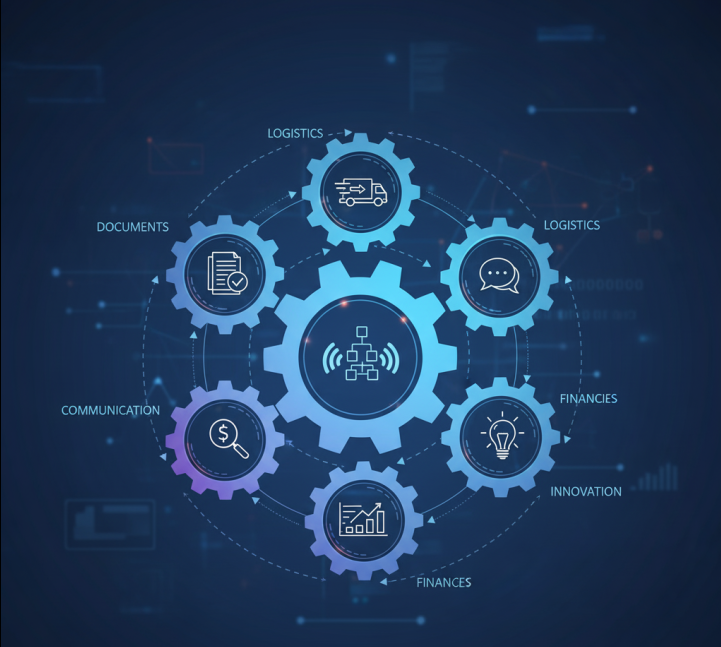 LOGISTICS
LOGISTICS
DOCUMENTS
FINANCIES
COMMUNICATION
INNOVATION
FINANCES